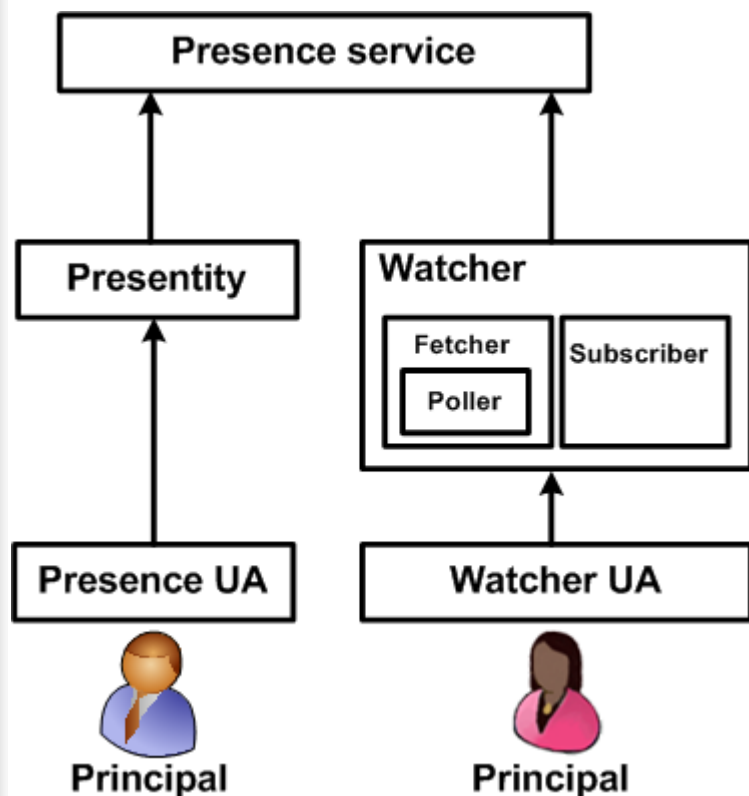 Presence service
Presentity
Watcher
Fetcher
Subscriber
Poller
Presence UA
Watcher UA
Principal
Principal